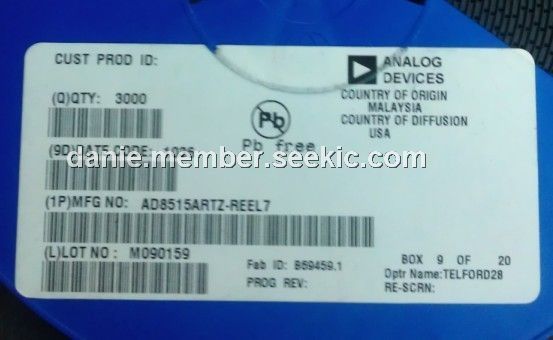 CUST PROD ID:
ANALOG
DEVICES
(Q)QTY: 3000
COUNTRY OF ORIGIN
MALAYSIA
COUNTRY OF DIFFUSION
USA
Pb
Pb free
danie.member.seekic.com
(1P)MFG NO: AD8515ARTZ-REEL7
(L)LOT NO: M090159
Fab ID: B59459.1
PROG REV:
BOX 9 OF 20
Optr Name:TELFORD28
RE-SCRN: